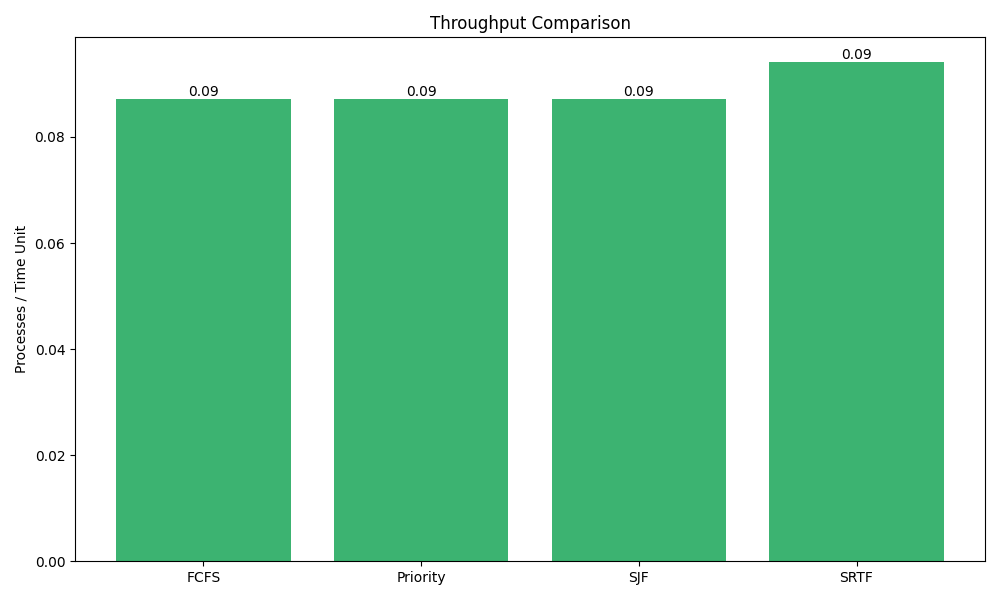 Throughput Comparison
0.09
0.09 0.09 0.09
0.08
0.06
0.04
0.02
0.00
Processes / Time Unit
FCFS Priority SJF SRTF